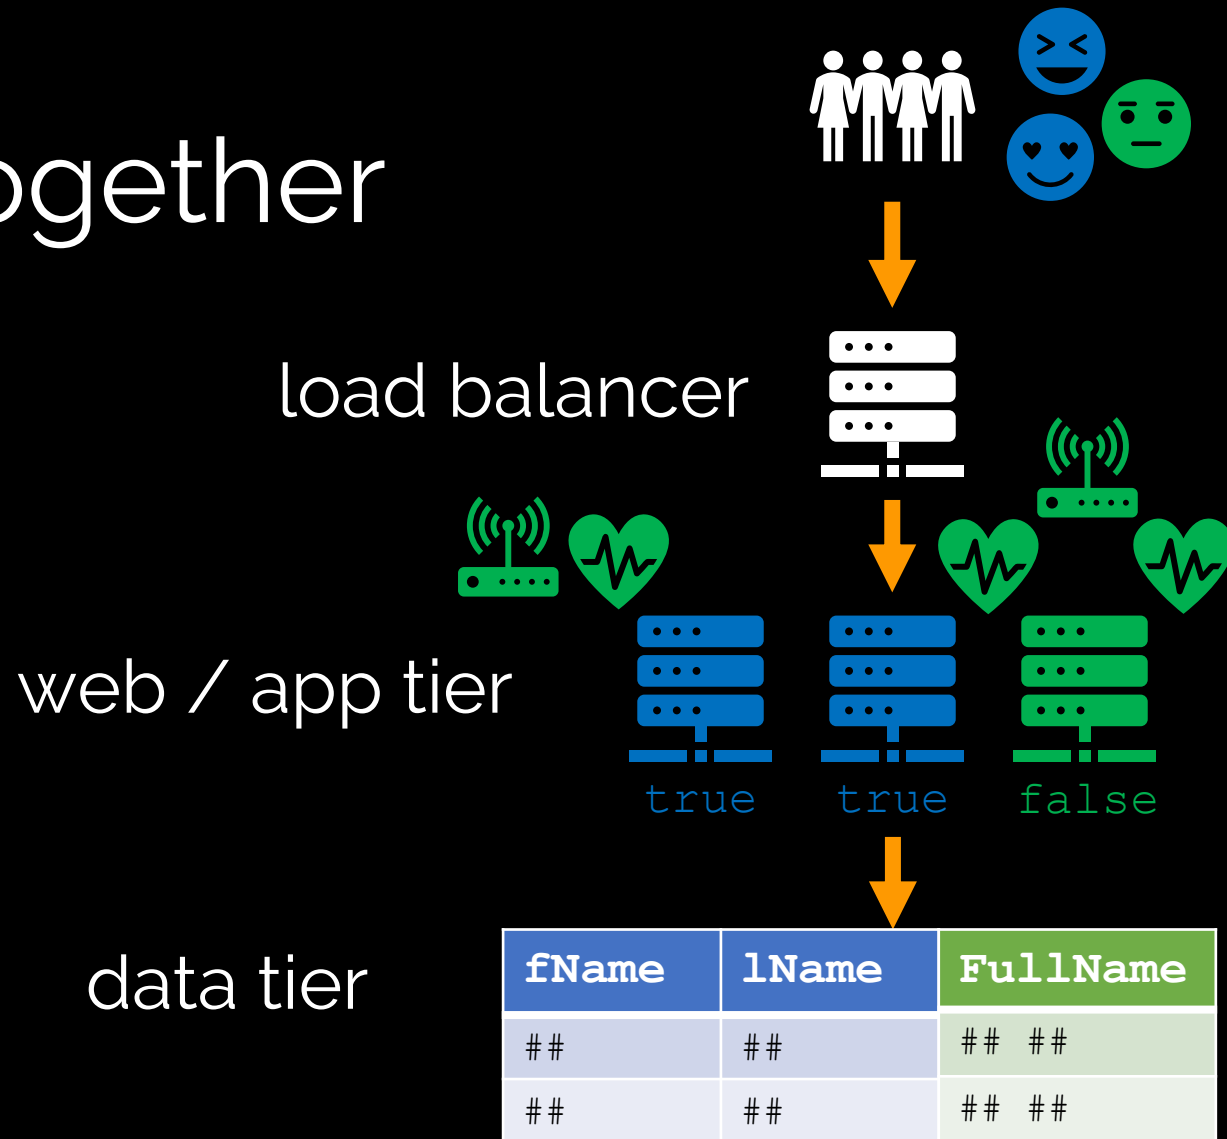 ogether
load balancer
web / app tier
true true false
data tier
fName lName FullName
## ## ## ##
## ## ## ##